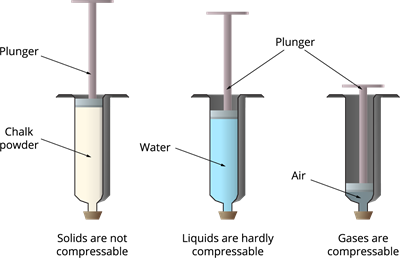 Plunger
Plunger
Chalk
powder
Water
Air
Solids are not
compressable
Liquids are hardly
compressable
Gases are
compressable